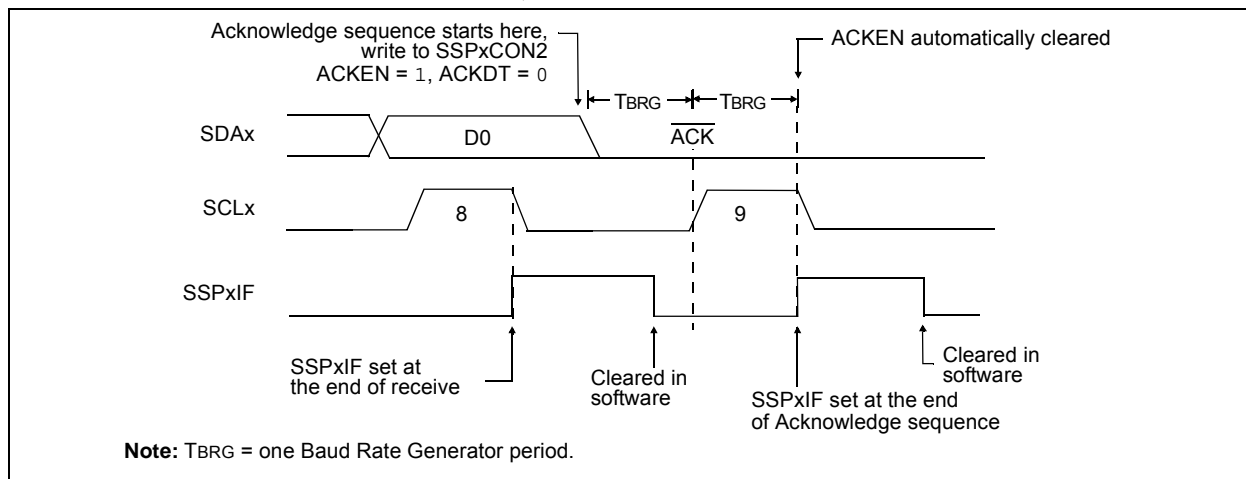 Acknowledge sequence starts here,
write to SSPxCON2
ACKEN = 1, ACKDT = 0
ACKEN automatically cleared
TBRG
TBRG
SDAx
D0
ACK
SCLx
8
9
SSPxIF
SSPxIF set at
the end of receive
Cleared in
software
SSPxIF set at the end
of Acknowledge sequence
Cleared in
software
Note: TBRG = one Baud Rate Generator period.